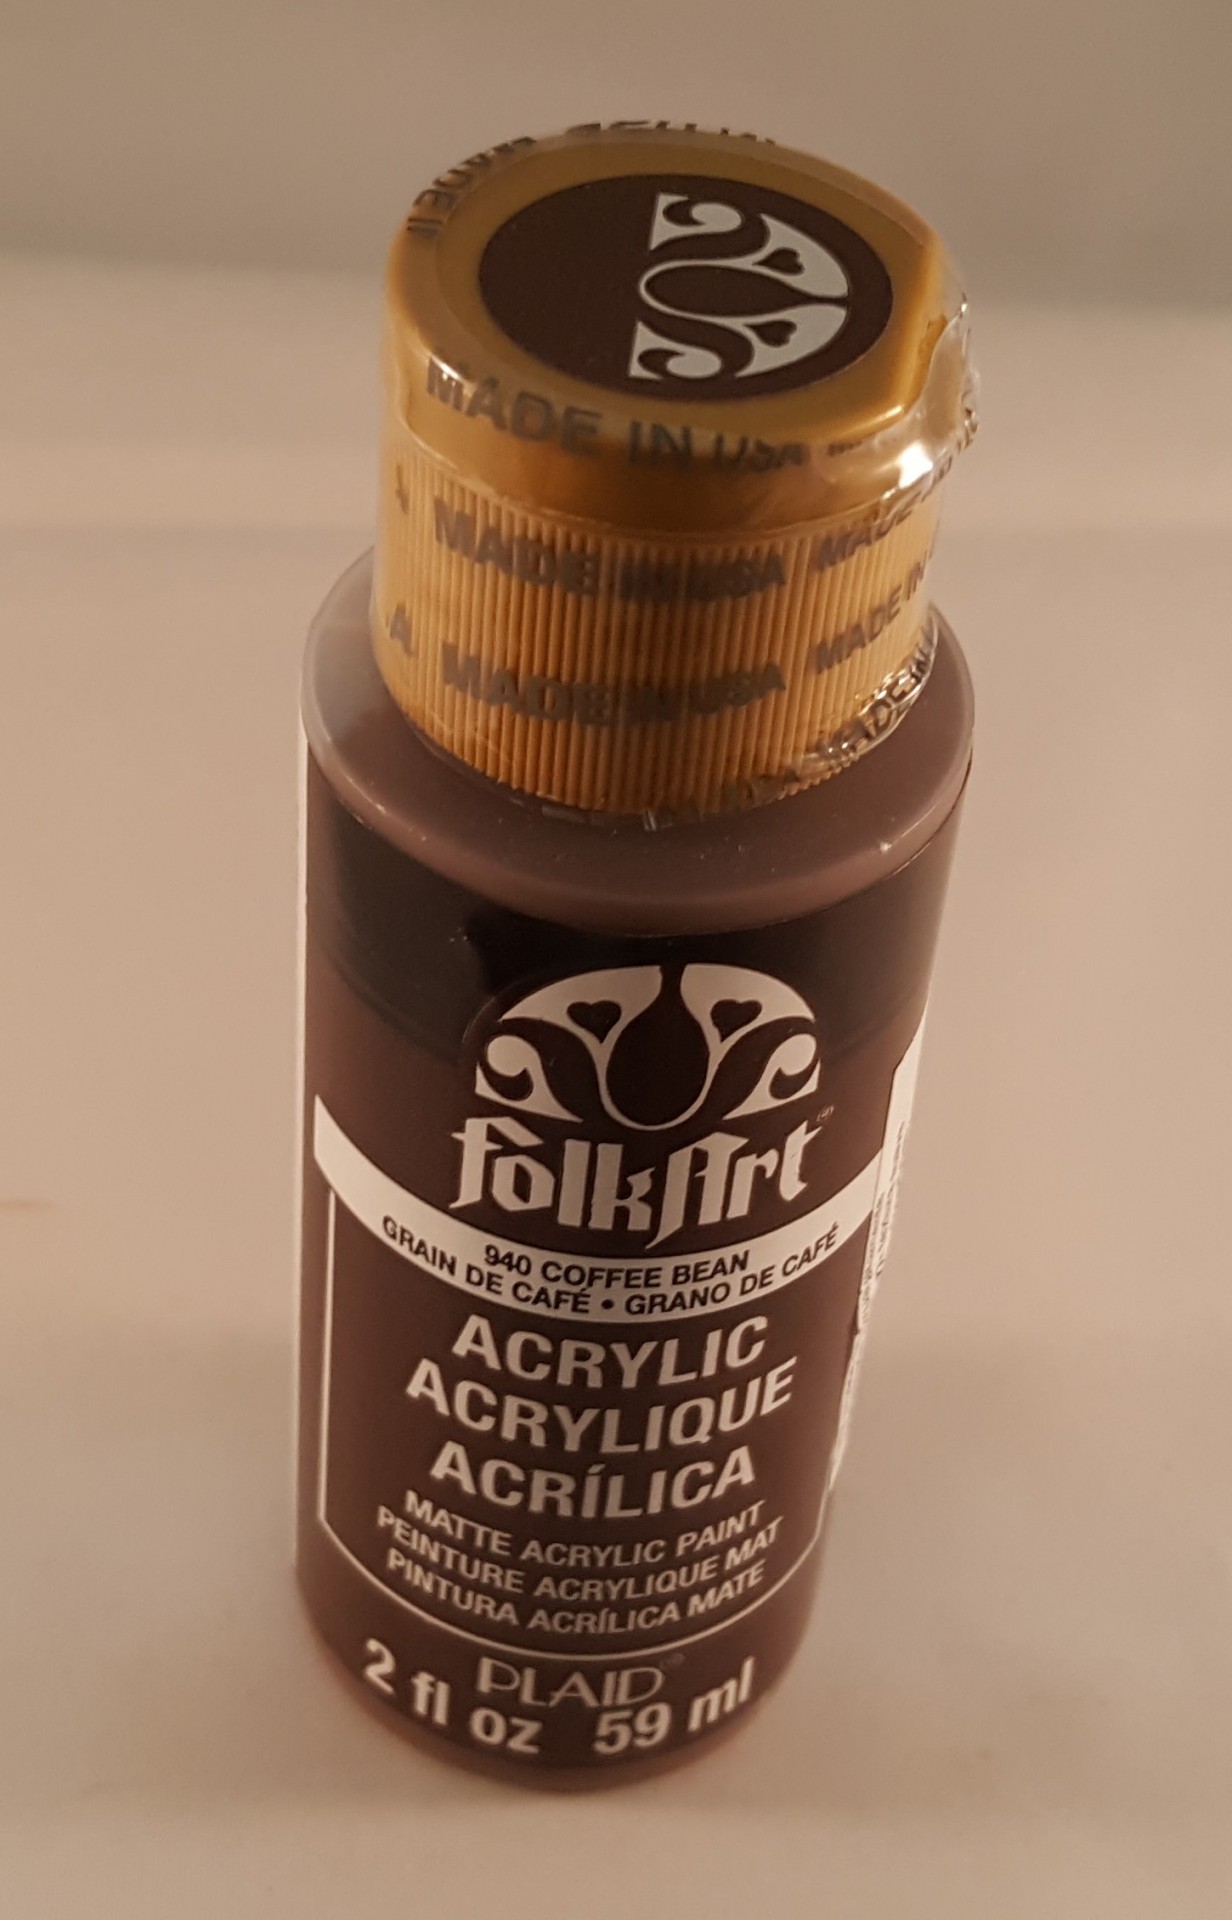 MADE IN USA
MADE IN USA MADE
MADE IN USA MADE IN
folkArt
940 COFFEE BEAN
GRAIN DE CAFÉ • GRANO DE CAFÉ
ACRYLIC
ACRYLIQUE
ACRÍLICA
MATTE ACRYLIC PAINT
PEINTURE ACRYLIQUE MAT
PINTURA ACRÍLICA MATE
PLAID
2 fl oz 59 ml